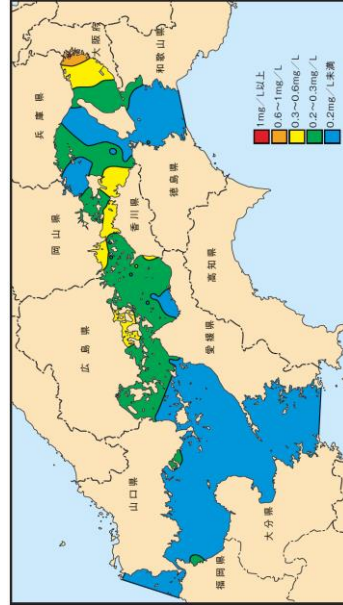 兵庫県
大阪府
和歌山県
岡山県
香川県
徳島県
広島県
高知県
愛媛県
山口県
大分県
福岡県
1mg/L以上
0.6~1mg/L
0.3~0.6mg/L
0.2~0.3mg/L
0.2mg/L未満